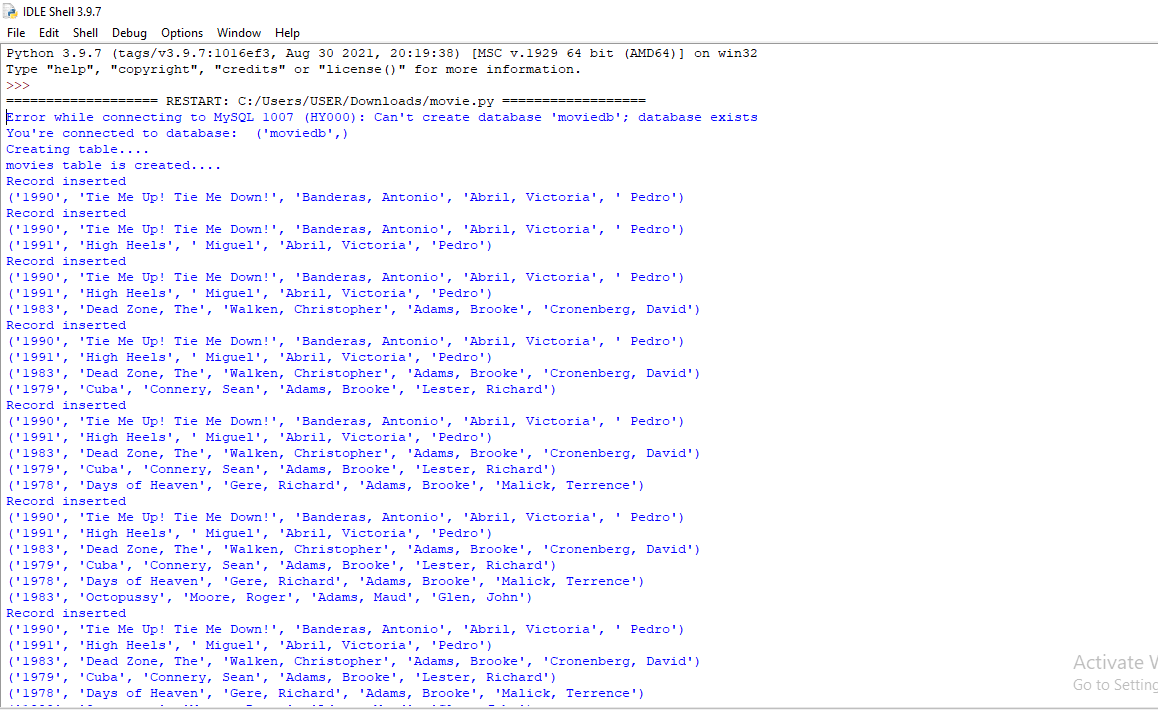 IDLE Shell 3.9.7
File Edit Shell Debug Options Window Help
Python 3.9.7 (tags/v3.9.7:1016ef3, Aug 30 2021, 20:19:38) [MSC v.1929 64 bit (AMD64)] on win32
Type "help", "copyright", "credits" or "license()" for more information.
>>>
=================== RESTART: C:/Users/USER/Downloads/movie.py ==================
Error while connecting to MySQL 1007 (HY000): Can't create database 'moviedb'; database exists
You're connected to database:  ('moviedb',)
Creating table....
movies table is created....
Record inserted
('1990', 'Tie Me Up! Tie Me Down!', 'Banderas, Antonio', 'Abril, Victoria', ' Pedro')
Record inserted
('1990', 'Tie Me Up! Tie Me Down!', 'Banderas, Antonio', 'Abril, Victoria', ' Pedro')
('1991', 'High Heels', ' Miguel', 'Abril, Victoria', 'Pedro')
Record inserted
('1990', 'Tie Me Up! Tie Me Down!', 'Banderas, Antonio', 'Abril, Victoria', ' Pedro')
('1991', 'High Heels', ' Miguel', 'Abril, Victoria', 'Pedro')
('1983', 'Dead Zone, The', 'Walken, Christopher', 'Adams, Brooke', 'Cronenberg, David')
Record inserted
('1990', 'Tie Me Up! Tie Me Down!', 'Banderas, Antonio', 'Abril, Victoria', ' Pedro')
('1991', 'High Heels', ' Miguel', 'Abril, Victoria', 'Pedro')
('1983', 'Dead Zone, The', 'Walken, Christopher', 'Adams, Brooke', 'Cronenberg, David')
('1979', 'Cuba', 'Connery, Sean', 'Adams, Brooke', 'Lester, Richard')
Record inserted
('1990', 'Tie Me Up! Tie Me Down!', 'Banderas, Antonio', 'Abril, Victoria', ' Pedro')
('1991', 'High Heels', ' Miguel', 'Abril, Victoria', 'Pedro')
('1983', 'Dead Zone, The', 'Walken, Christopher', 'Adams, Brooke', 'Cronenberg, David')
('1979', 'Cuba', 'Connery, Sean', 'Adams, Brooke', 'Lester, Richard')
('1978', 'Days of Heaven', 'Gere, Richard', 'Adams, Brooke', 'Malick, Terrence')
Record inserted
('1990', 'Tie Me Up! Tie Me Down!', 'Banderas, Antonio', 'Abril, Victoria', ' Pedro')
('1991', 'High Heels', ' Miguel', 'Abril, Victoria', 'Pedro')
('1983', 'Dead Zone, The', 'Walken, Christopher', 'Adams, Brooke', 'Cronenberg, David')
('1979', 'Cuba', 'Connery, Sean', 'Adams, Brooke', 'Lester, Richard')
('1978', 'Days of Heaven', 'Gere, Richard', 'Adams, Brooke', 'Malick, Terrence')
('1983', 'Octopussy', 'Moore, Roger', 'Adams, Maud', 'Glen, John')
Record inserted
('1990', 'Tie Me Up! Tie Me Down!', 'Banderas, Antonio', 'Abril, Victoria', ' Pedro')
('1991', 'High Heels', ' Miguel', 'Abril, Victoria', 'Pedro')
('1983', 'Dead Zone, The', 'Walken, Christopher', 'Adams, Brooke', 'Cronenberg, David')
('1979', 'Cuba', 'Connery, Sean', 'Adams, Brooke', 'Lester, Richard')
('1978', 'Days of Heaven', 'Gere, Richard', 'Adams, Brooke', 'Malick, Terrence')
Activate
Go to Setting